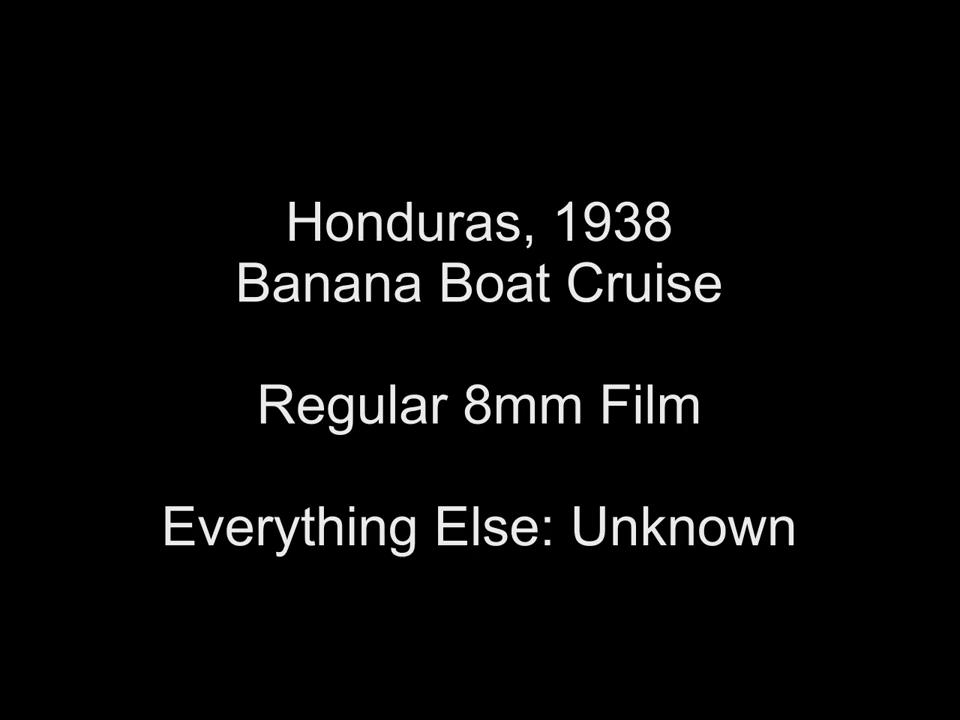 Honduras, 1938
Banana Boat Cruise
Regular 8mm Film
Everything Else: Unknown